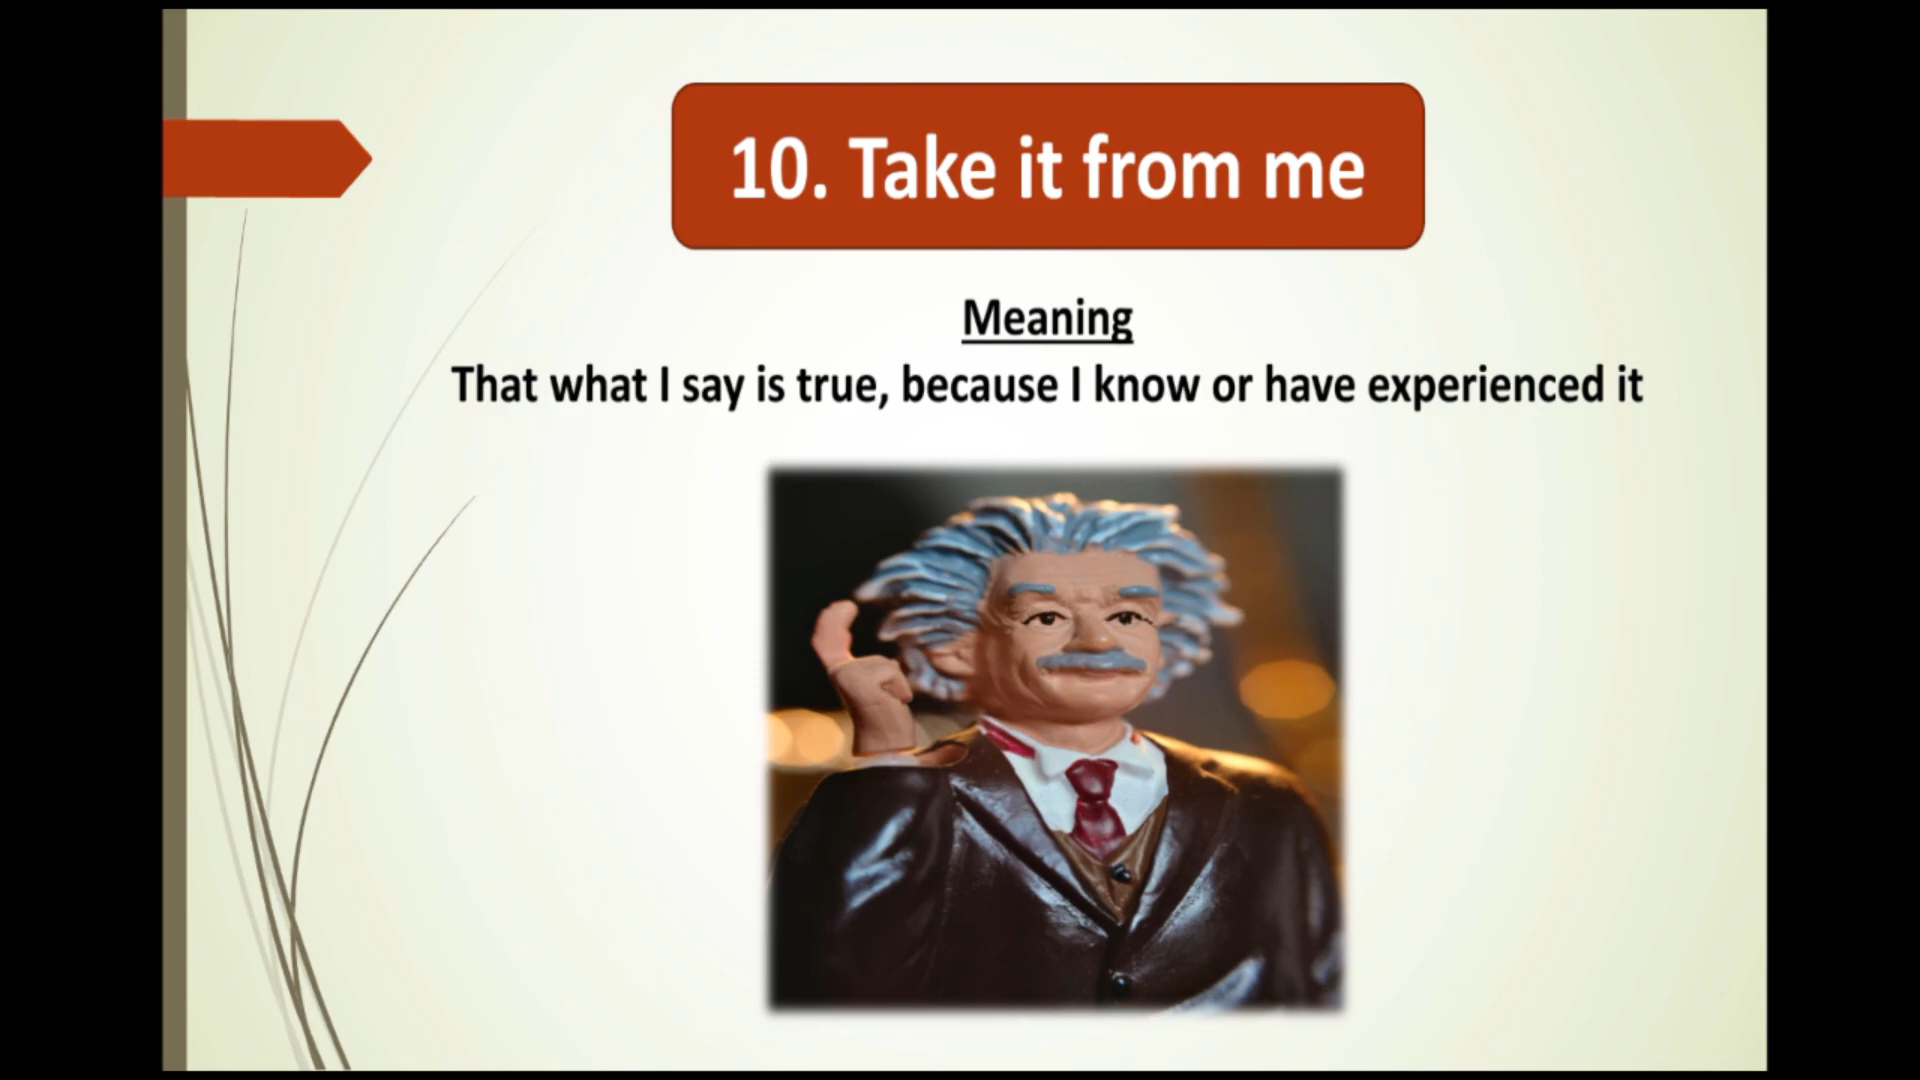 10. Take it from me
Meaning
That what I say is true, because I know or have experienced it